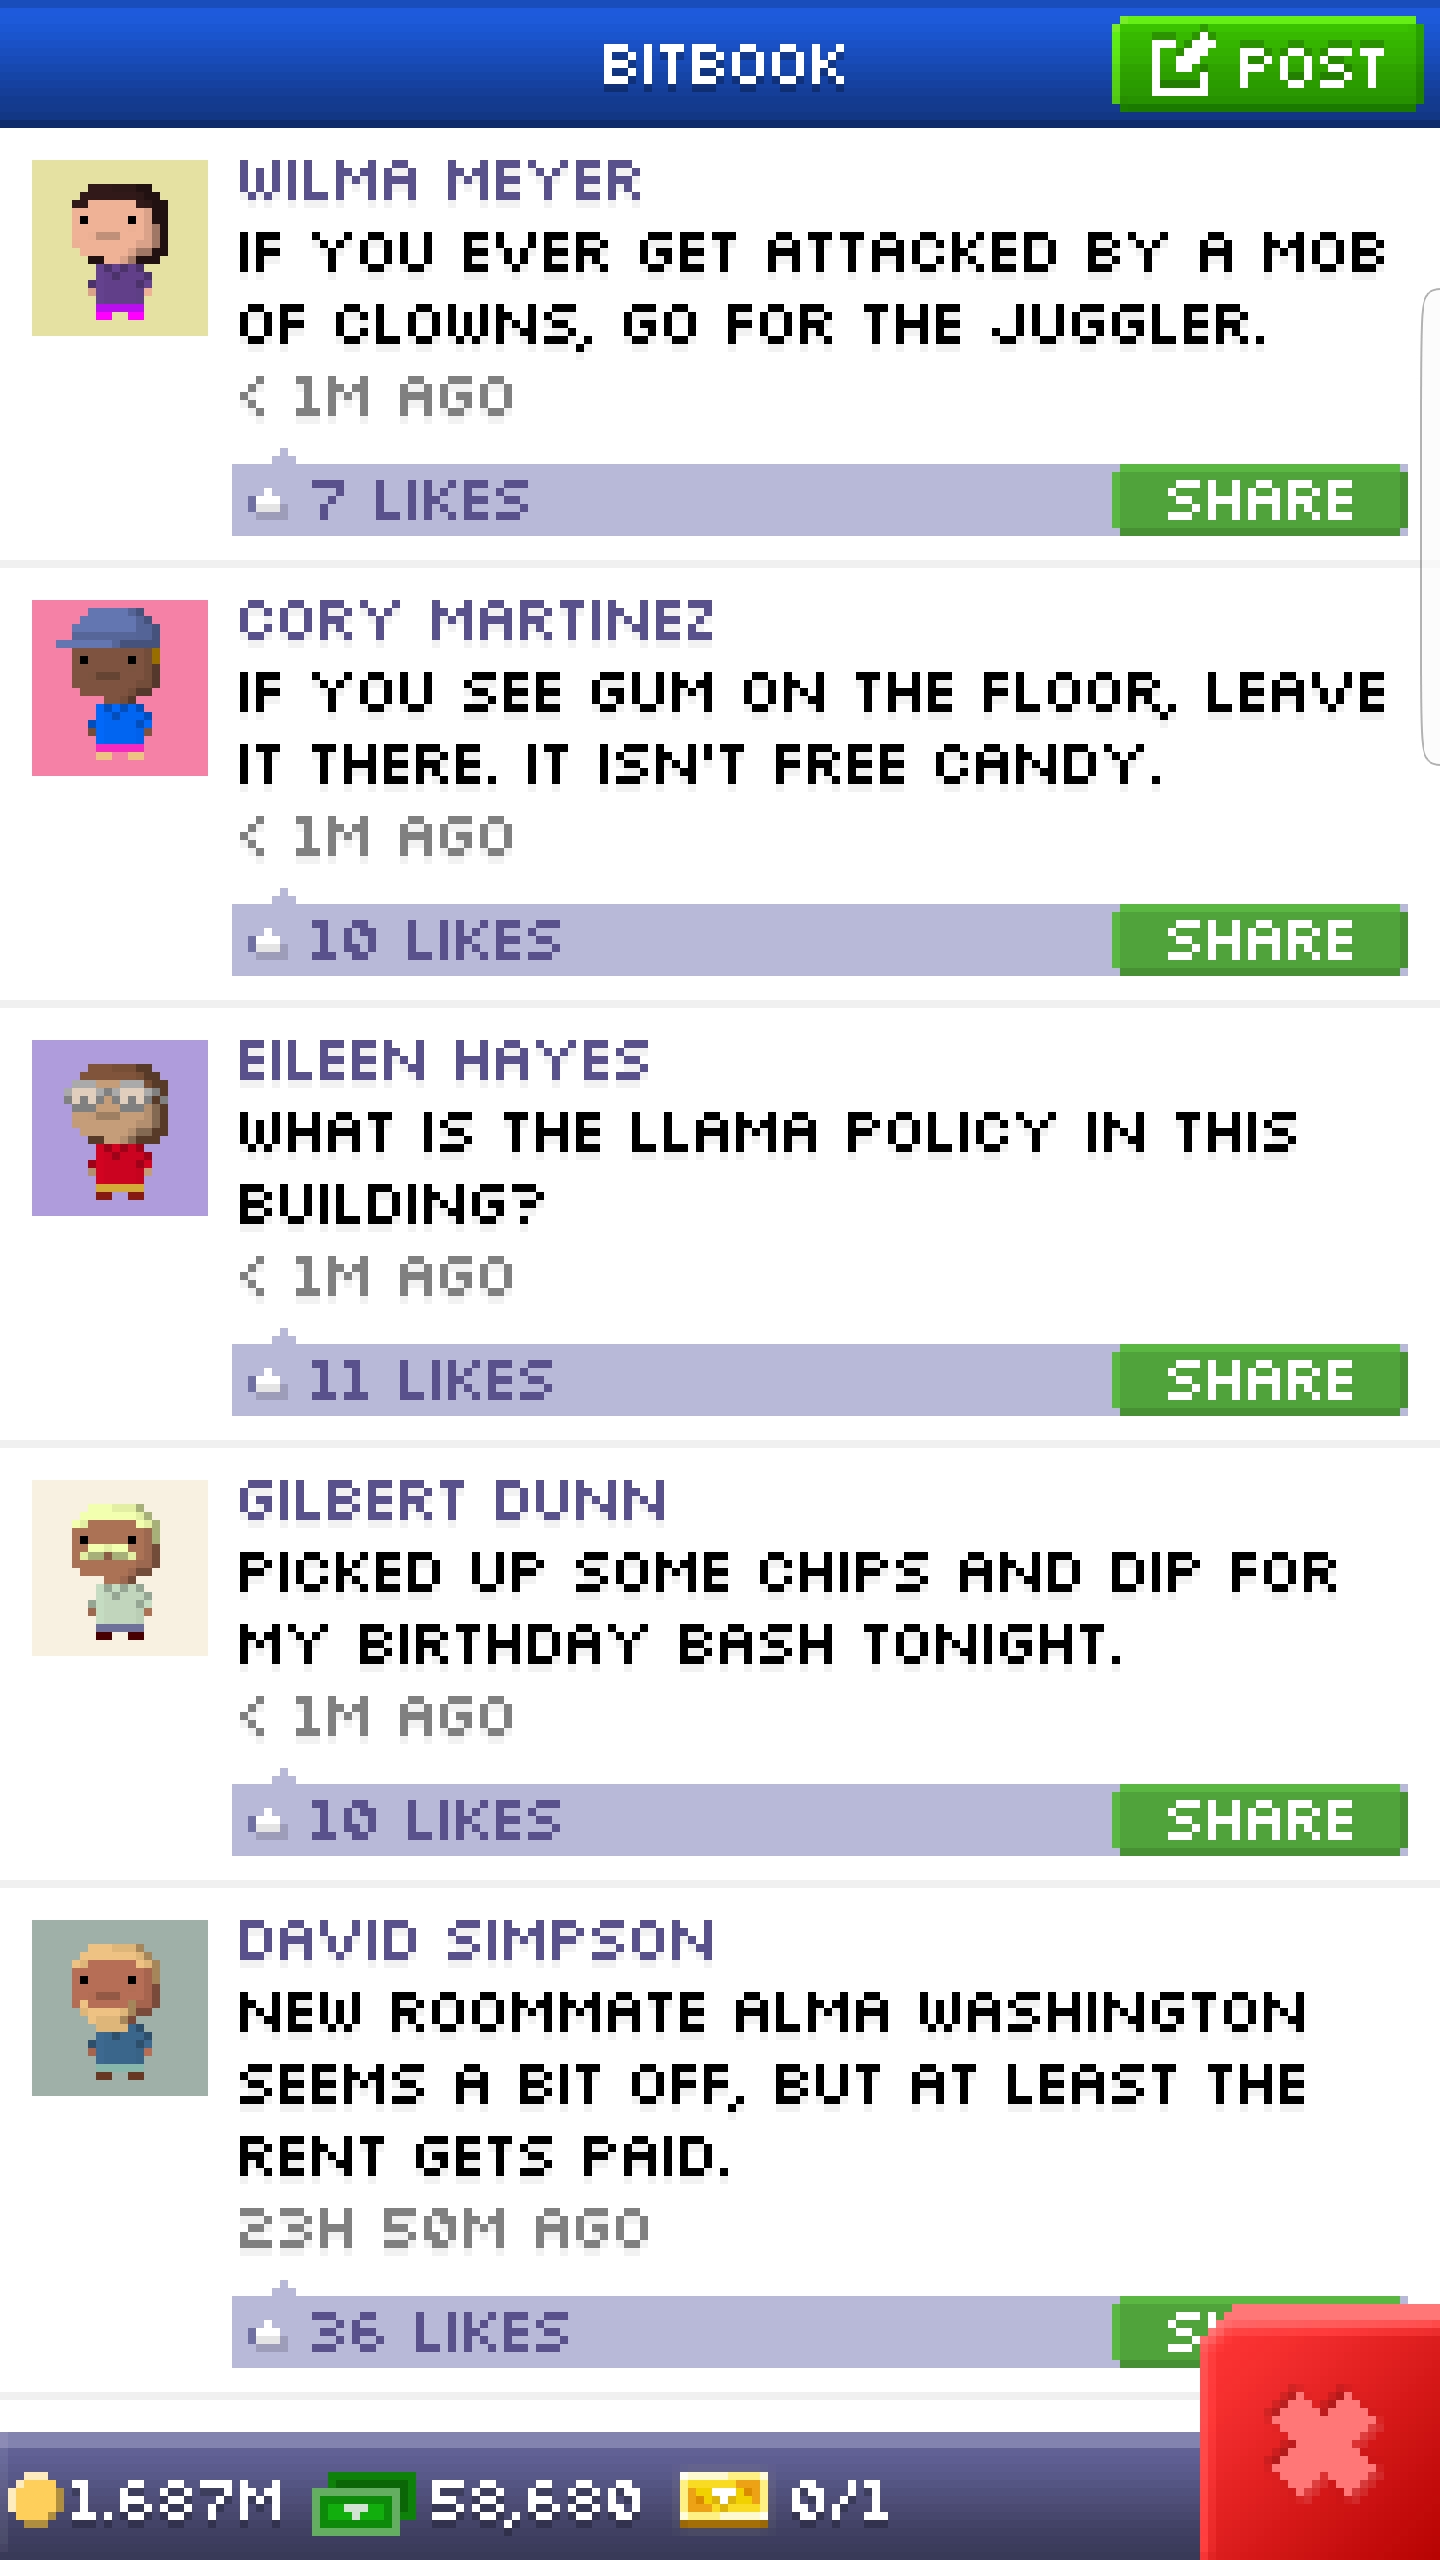 BITBOOK
POST
WILMA MEYER
IF YOU EVER GET ATTACKED BY A MOB
OF CLOWNS, GO FOR THE JUGGLER.
< 1M AGO
7 LIKES
SHARE
CORY MARTINEZ
IF YOU SEE GUM ON THE FLOOR, LEAVE
IT THERE. IT ISN'T FREE CANDY.
< 1M AGO
10 LIKES
SHARE
EILEEN HAYES
WHAT IS THE LLAMA POLICY IN THIS
BUILDING?
< 1M AGO
11 LIKES
SHARE
GILBERT DUNN
PICKED UP SOME CHIPS AND DIP FOR
MY BIRTHDAY BASH TONIGHT.
< 1M AGO
10 LIKES
SHARE
DAVID SIMPSON
NEW ROOMMATE ALMA WASHINGTON
SEEMS A BIT OFF, BUT AT LEAST THE
RENT GETS PAID.
23H 50M AGO
36 LIKES
1.687M 58,680 0/1